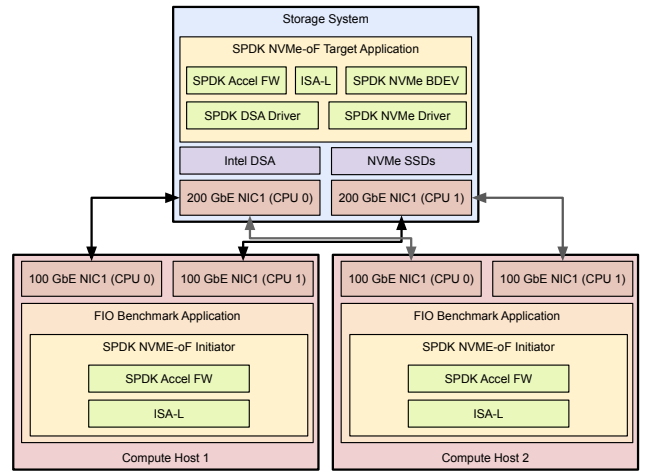 Storage System
SPDK NVMe-oF Target Application
SPDK Accel FW ISA-L SPDK NVMe BDEV
SPDK DSA Driver SPDK NVMe Driver
Intel DSA NVMe SSDs
200 GbE NIC1 (CPU 0) 200 GbE NIC1 (CPU 1)
100 GbE NIC1 (CPU 0) 100 GbE NIC1 (CPU 1) 100 GbE NIC1 (CPU 0) 100 GbE NIC1 (CPU 1)
FIO Benchmark Application FIO Benchmark Application
SPDK NVME-oF Initiator SPDK NVME-oF Initiator
SPDK Accel FW SPDK Accel FW
ISA-L ISA-L
Compute Host 1 Compute Host 2